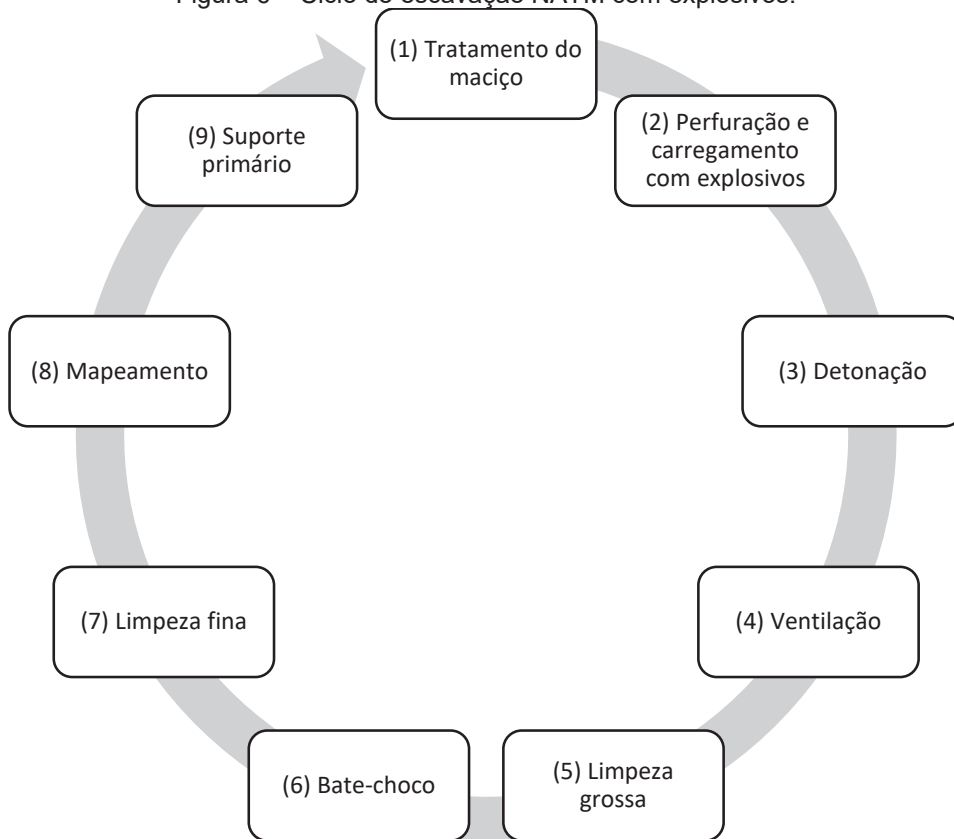 (1) Tratamento do
maciço
(2) Perfuração e
carregamento
com explosivos
(3) Detonação
(4) Ventilação
(5) Limpeza
grossa
(6) Bate-choco
(7) Limpeza fina
(8) Mapeamento
(9) Suporte
primário